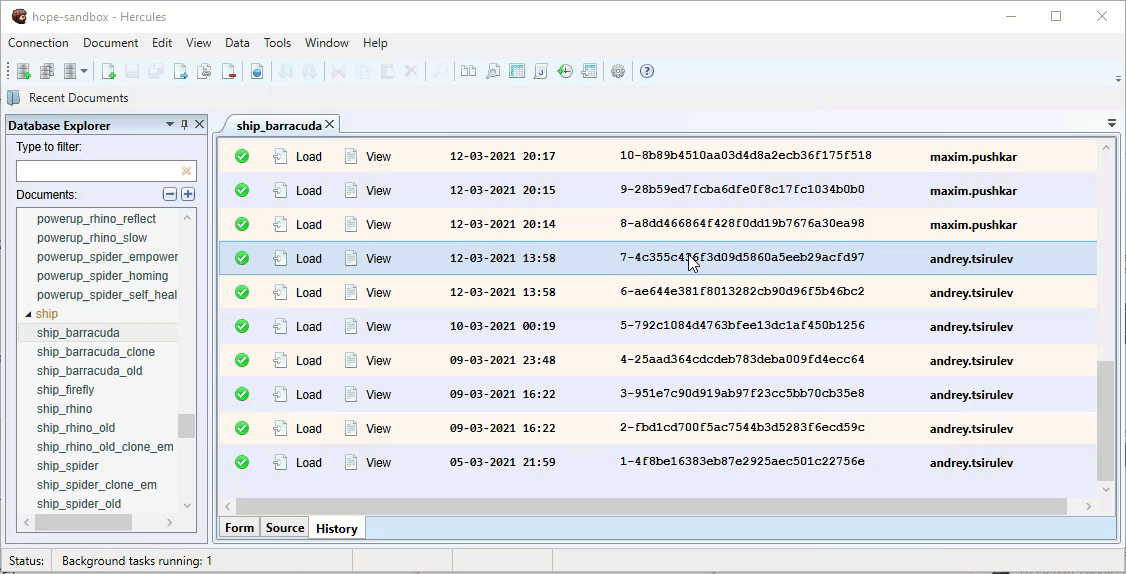 hope-sandbox - Hercules
Connection Document Edit View Data Tools Window Help
Recent Documents
Database Explorer
Type to filter:
Documents:
powerup_rhino_reflect
powerup_rhino_slow
powerup_spider_empower
powerup_spider_homing
powerup_spider_self_heal
ship
ship_barracuda
ship_barracuda_clone
ship_barracuda_old
ship_firefly
ship_rhino
ship_rhino_old
ship_rhino_old_clone_em
ship_spider
ship_spider_clone_em
ship_spider_old
ship_barracuda
Load View 12-03-2021 20:17 10-8b89b4510aa03d4d8a2ecb36f175f518 maxim.pushkar
Load View 12-03-2021 20:15 9-28b59ed7fcba6dfe0f8c17fc1034b0b0 maxim.pushkar
Load View 12-03-2021 20:14 8-a8dd466864f428f0dd19b7676a30ea98 maxim.pushkar
Load View 12-03-2021 13:58 andrey.tsirulev
Load View 12-03-2021 13:58 6-ae644e381f8013282cb90d96f5b46bc2 andrey.tsirulev
Load View 10-03-2021 00:19 5-792c1084d4763bfee13dc1af450b1256 andrey.tsirulev
Load View 09-03-2021 23:48 4-25aad364cdcdeb783deba009fd4ecc64 andrey.tsirulev
Load View 09-03-2021 16:22 3-951e7c90d919ab97f23cc5bb70cb35e8 andrey.tsirulev
Load View 09-03-2021 16:22 2-fbd1cd700f5ac7544b3d5283f6ecd59c andrey.tsirulev
Load View 05-03-2021 21:59 1-4f8be16383eb87e2925aec501c22756e andrey.tsirulev
Form Source History
Status: Background tasks running: 1